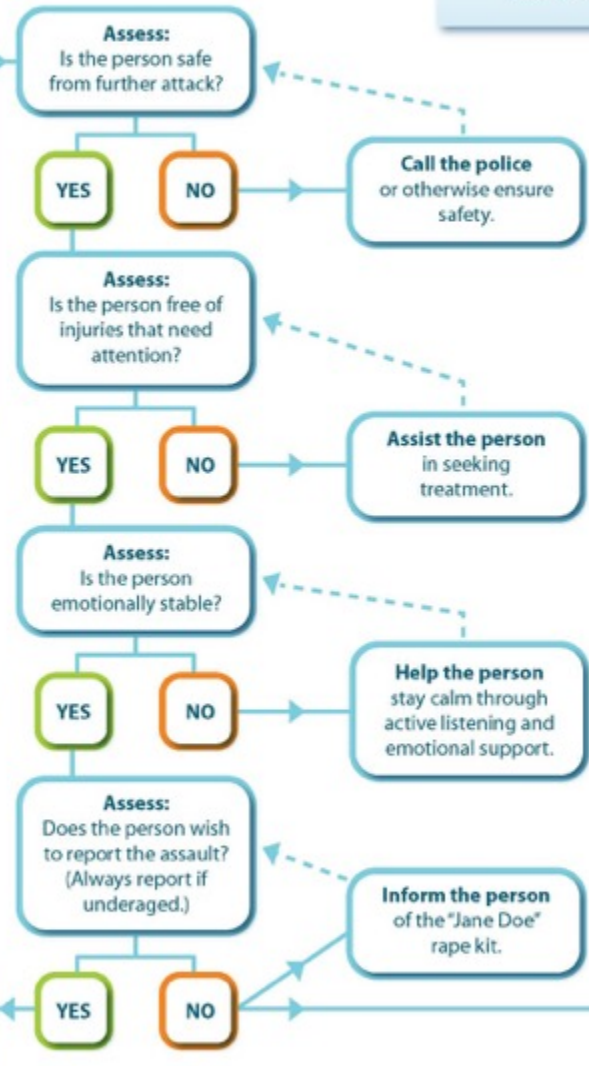 Assess:
Is the person safe
from further attack?
YES
NO
Call the police
or otherwise ensure
safety.
Assess:
Is the person free of
injuries that need
attention?
YES
NO
Assist the person
in seeking
treatment.
Assess:
Is the person
emotionally stable?
YES
NO
Help the person
stay calm through
active listening and
emotional support.
Assess:
Does the person wish
to report the assault?
(Always report if
underaged.)
YES
NO
Inform the person
of the "Jane Doe"
rape kit.